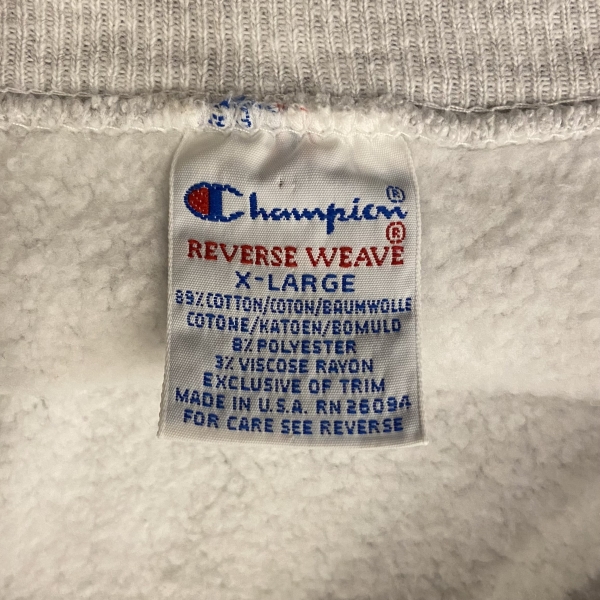 Champion®
REVERSE WEAVE®
X-LARGE
89% COTTON/COTON/BAUMWOLLE
COTONE/KATOEN/BOMULD
8% POLYESTER
3% VISCOSE RAYON
EXCLUSIVE OF TRIM
MADE IN U.S.A. RN 26094
FOR CARE SEE REVERSE